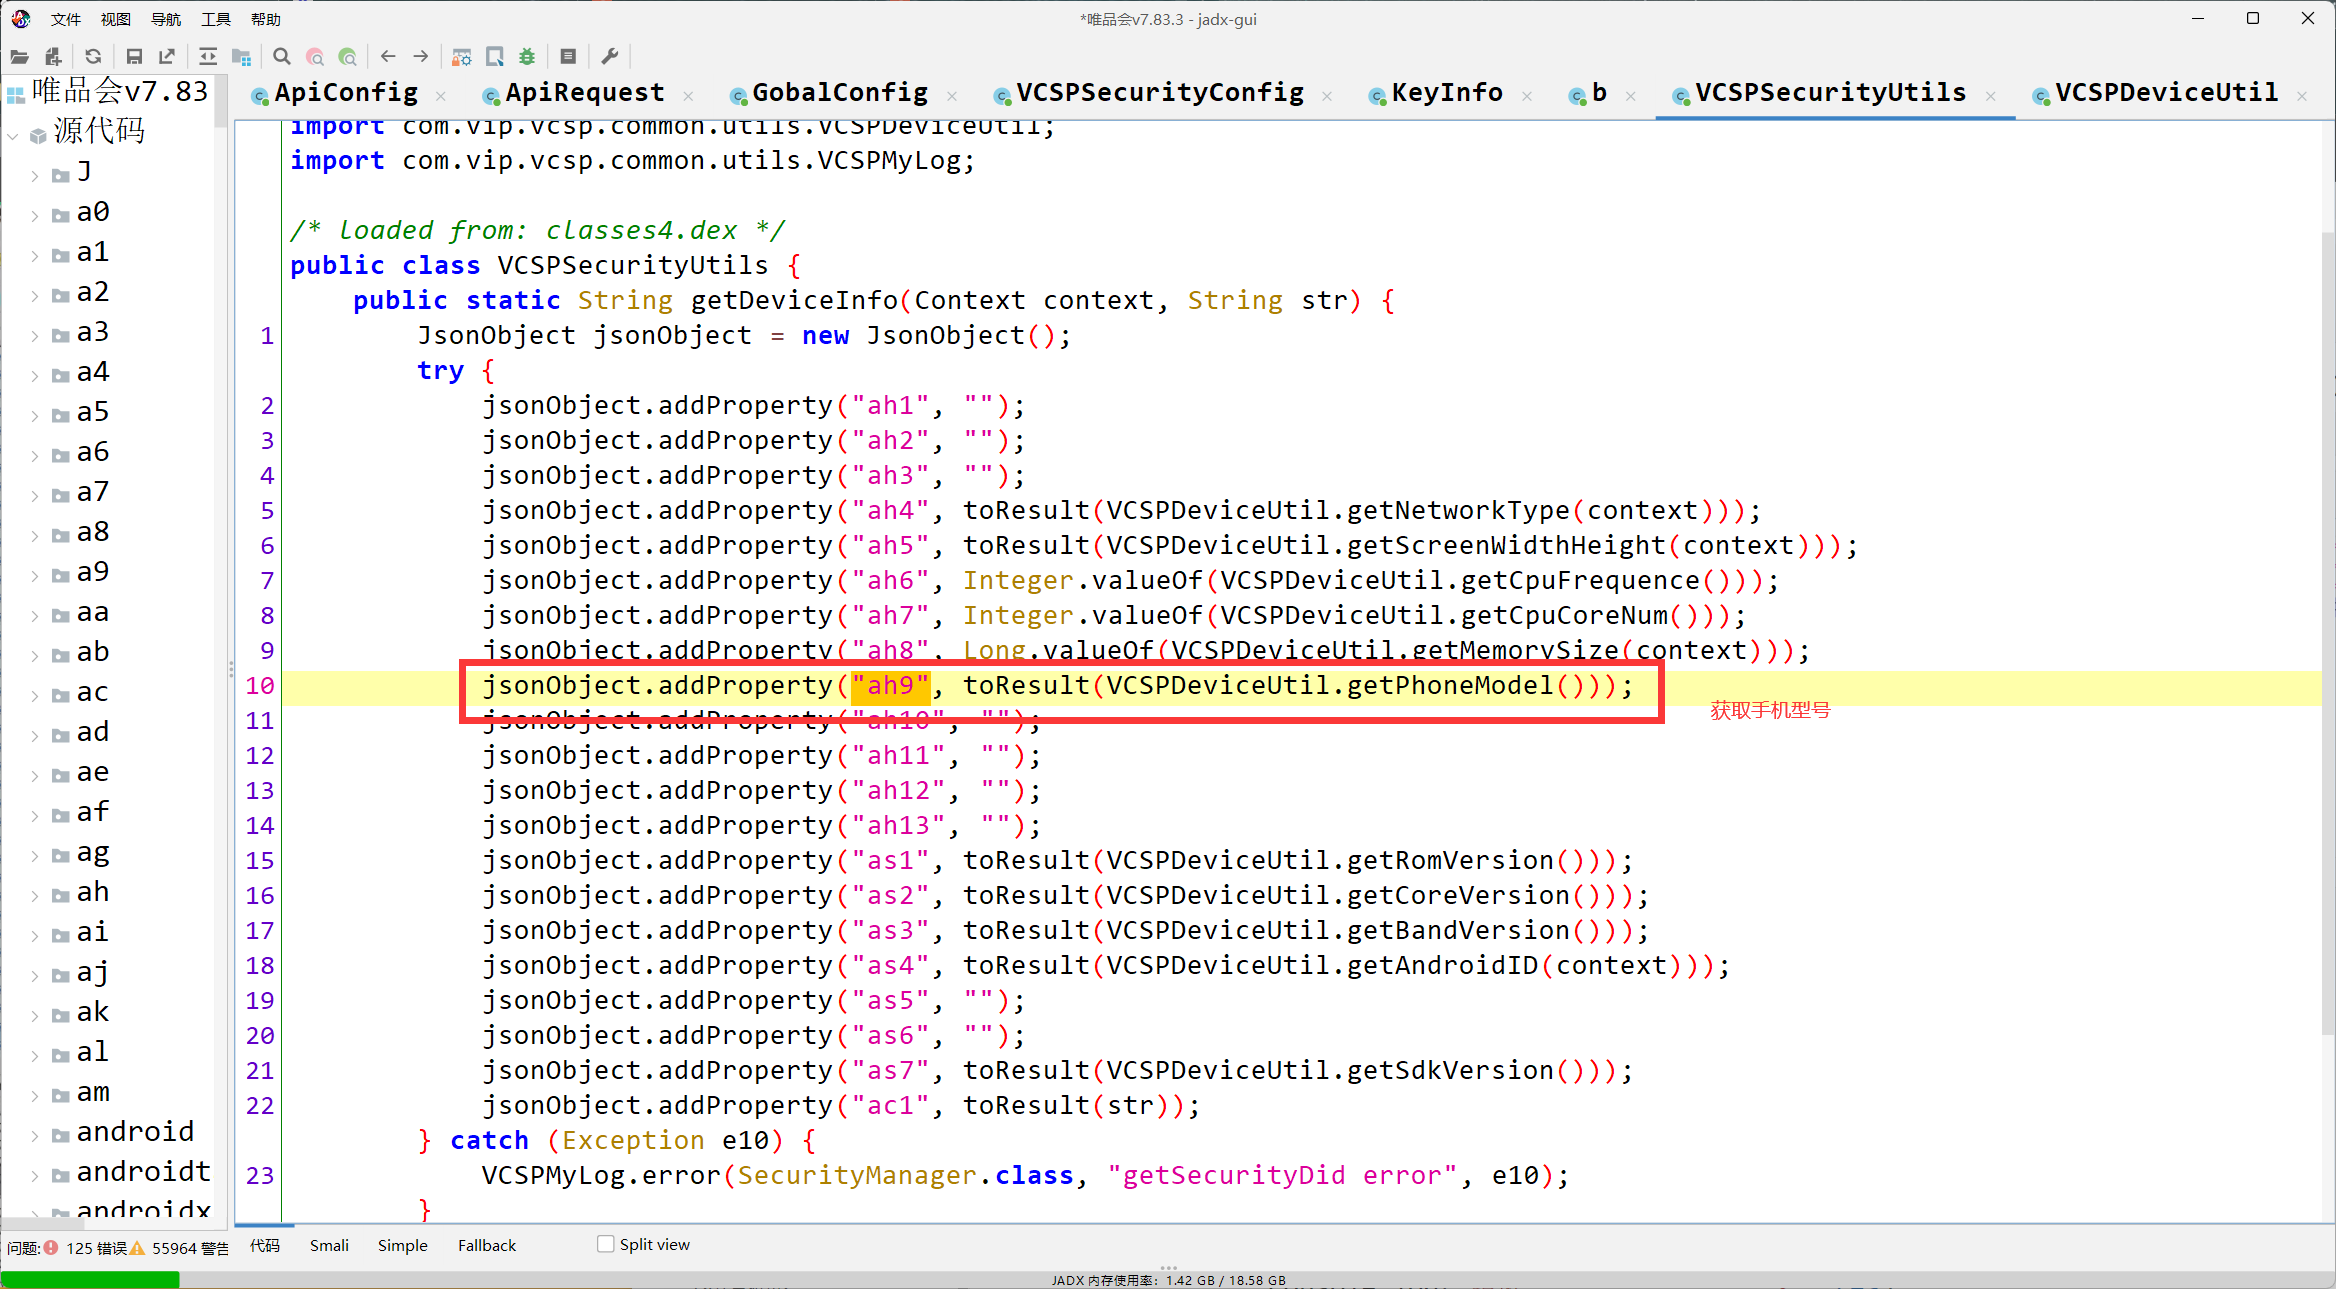 文件 视图 导航 工具 帮助
*唯品会v7.83.3 - jadx-gui
唯品会v7.83
源代码
J
a0
a1
a2
a3
a4
a5
a6
a7
a8
a9
aa
ab
ac
ad
ae
af
ag
ah
ai
aj
ak
al
am
android
androidt
androidx
ApiConfig ApiRequest GobalConfig VCSPSecurityConfig KeyInfo b VCSPSecurityUtils VCSPDeviceUtil
import com.vip.vcsp.common.utils.VCSPDeviceUtil;
import com.vip.vcsp.common.utils.VCSPMyLog;
/* loaded from: classes4.dex */
public class VCSPSecurityUtils {
public static String getDeviceInfo(Context context, String str) {
1 JsonObject jsonObject = new JsonObject();
try {
2 jsonObject.addProperty("ah1", "");
3 jsonObject.addProperty("ah2", "");
4 jsonObject.addProperty("ah3", "");
5 jsonObject.addProperty("ah4", toResult(VCSPDeviceUtil.getNetworkType(context)));
6 jsonObject.addProperty("ah5", toResult(VCSPDeviceUtil.getScreenWidthHeight(context)));
7 jsonObject.addProperty("ah6", Integer.valueOf(VCSPDeviceUtil.getCpuFrequence()));
8 jsonObject.addProperty("ah7", Integer.valueOf(VCSPDeviceUtil.getCpuCoreNum()));
9 jsonObject.addProperty("ah8", Long.valueOf(VCSPDeviceUtil.getMemorySize(context)));
10 jsonObject.addProperty("ah9", toResult(VCSPDeviceUtil.getPhoneModel()));
获取手机型号
11 jsonObject.addProperty("ah10", "");
12 jsonObject.addProperty("ah11", "");
13 jsonObject.addProperty("ah12", "");
14 jsonObject.addProperty("ah13", "");
15 jsonObject.addProperty("as1", toResult(VCSPDeviceUtil.getRomVersion()));
16 jsonObject.addProperty("as2", toResult(VCSPDeviceUtil.getCoreVersion()));
17 jsonObject.addProperty("as3", toResult(VCSPDeviceUtil.getBandVersion()));
18 jsonObject.addProperty("as4", toResult(VCSPDeviceUtil.getAndroidID(context)));
19 jsonObject.addProperty("as5", "");
20 jsonObject.addProperty("as6", "");
21 jsonObject.addProperty("as7", toResult(VCSPDeviceUtil.getSdkVersion()));
22 jsonObject.addProperty("ac1", toResult(str));
} catch (Exception e10) {
23 VCSPMyLog.error(SecurityManager.class, "getSecurityDid error", e10);
}
问题: 125 错误 55964 警告 代码 Smali Simple Fallback Split view
JADX 内存使用率: 1.42 GB / 18.58 GB